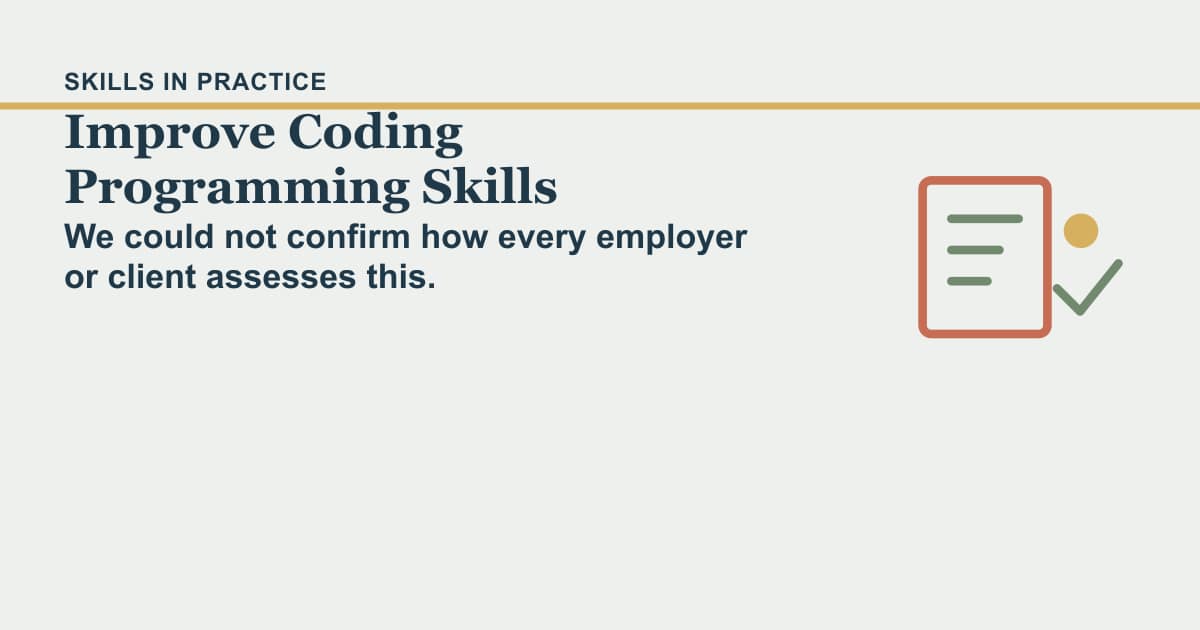 SKILLS IN PRACTICE
Improve Coding
Programming Skills
We could not confirm how every employer
or client assesses this.